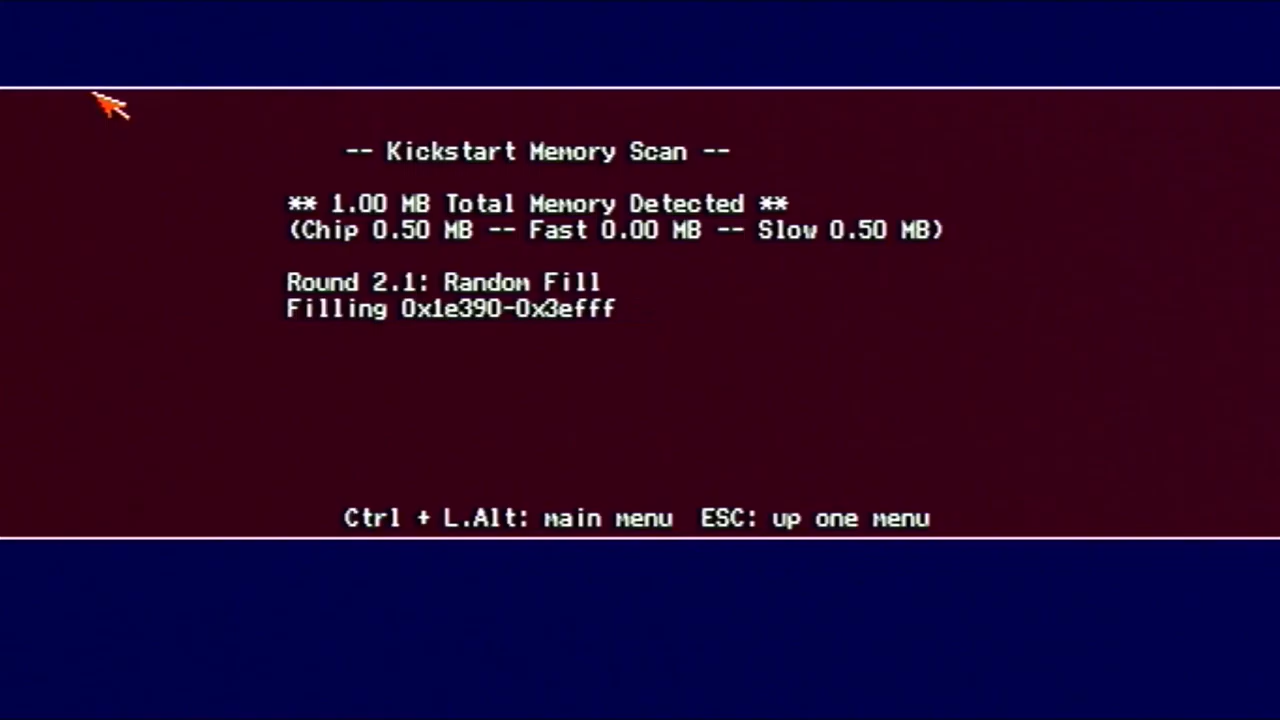 -- Kickstart Memory Scan --
** 1.00 MB Total Memory Detected **
(Chip 0.50 MB -- Fast 0.00 MB -- Slow 0.50 MB)
Round 2.1: Random Fill
Filling 0x1e390-0x3efff
Ctrl + L.Alt: main menu  ESC: up one menu